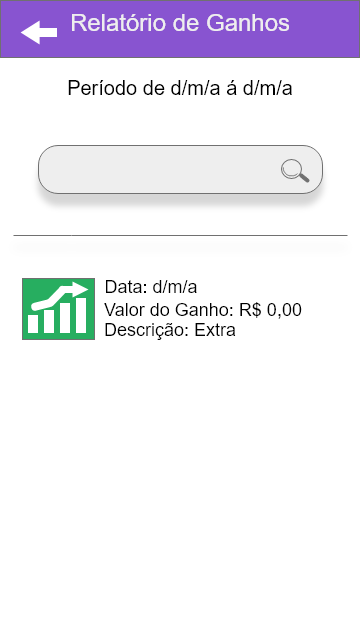 Relatório de Ganhos
Período de d/m/a á d/m/a
Data: d/m/a
Valor do Ganho: R$ 0,00
Descrição: Extra